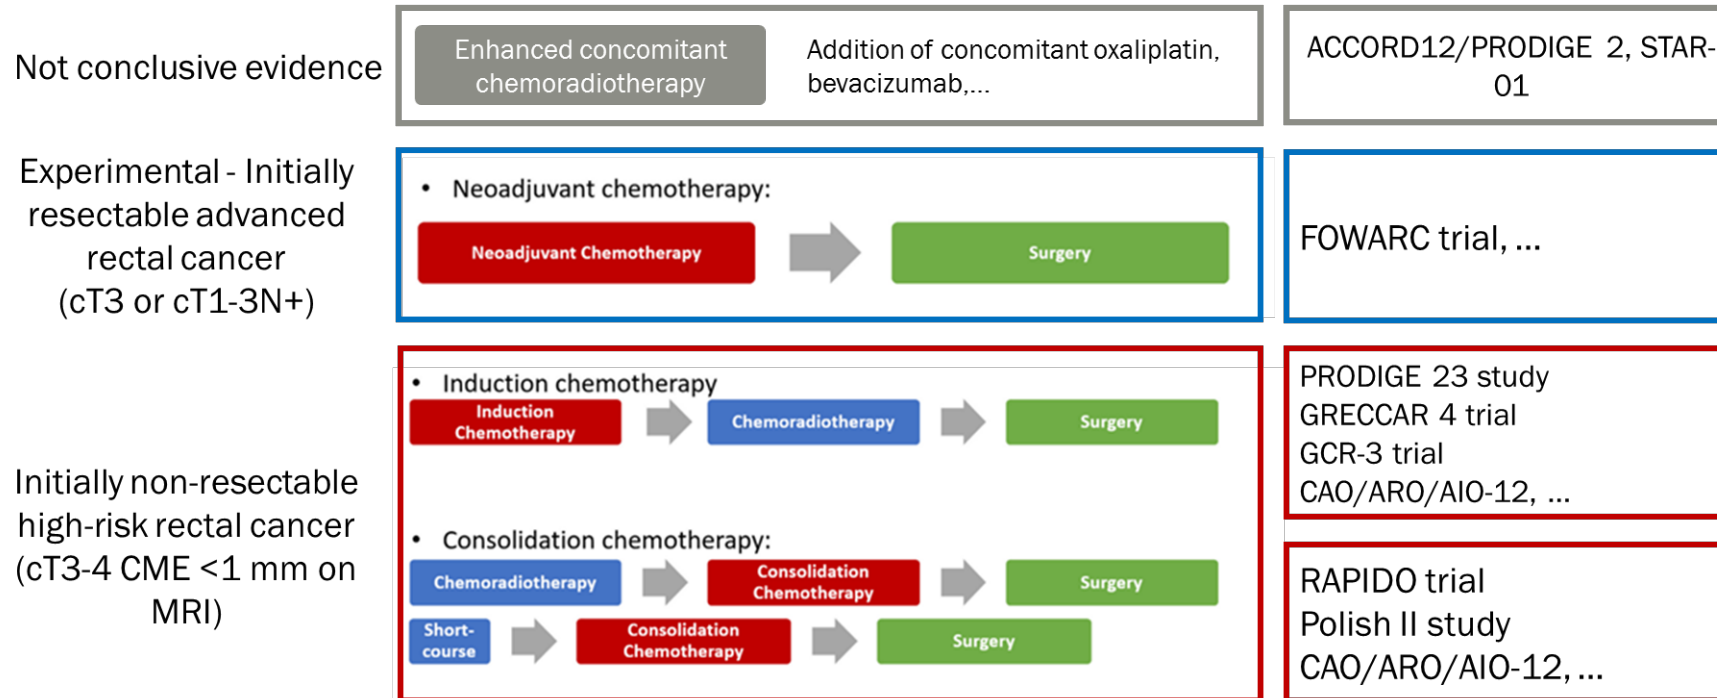 Not conclusive evidence
Enhanced concomitant
chemoradiotherapy
Addition of concomitant oxaliplatin,
bevacizumab,...
ACCORD12/PRODIGE 2, STAR-
01
Experimental - Initially
resectable advanced
rectal cancer
(cT3 or cT1-3N+)
• Neoadjuvant chemotherapy:
Neoadjuvant Chemotherapy
Surgery
FOWARC trial, ...
Initially non-resectable
high-risk rectal cancer
(cT3-4 CME <1 mm on
MRI)
• Induction chemotherapy
Induction
Chemotherapy
Chemoradiotherapy
Surgery
• Consolidation chemotherapy:
Chemoradiotherapy
Consolidation
Chemotherapy
Surgery
Short-
course
Consolidation
Chemotherapy
Surgery
PRODIGE 23 study
GRECCAR 4 trial
GCR-3 trial
CAO/ARO/AIO-12, ...
RAPIDO trial
Polish II study
CAO/ARO/AIO-12, ...